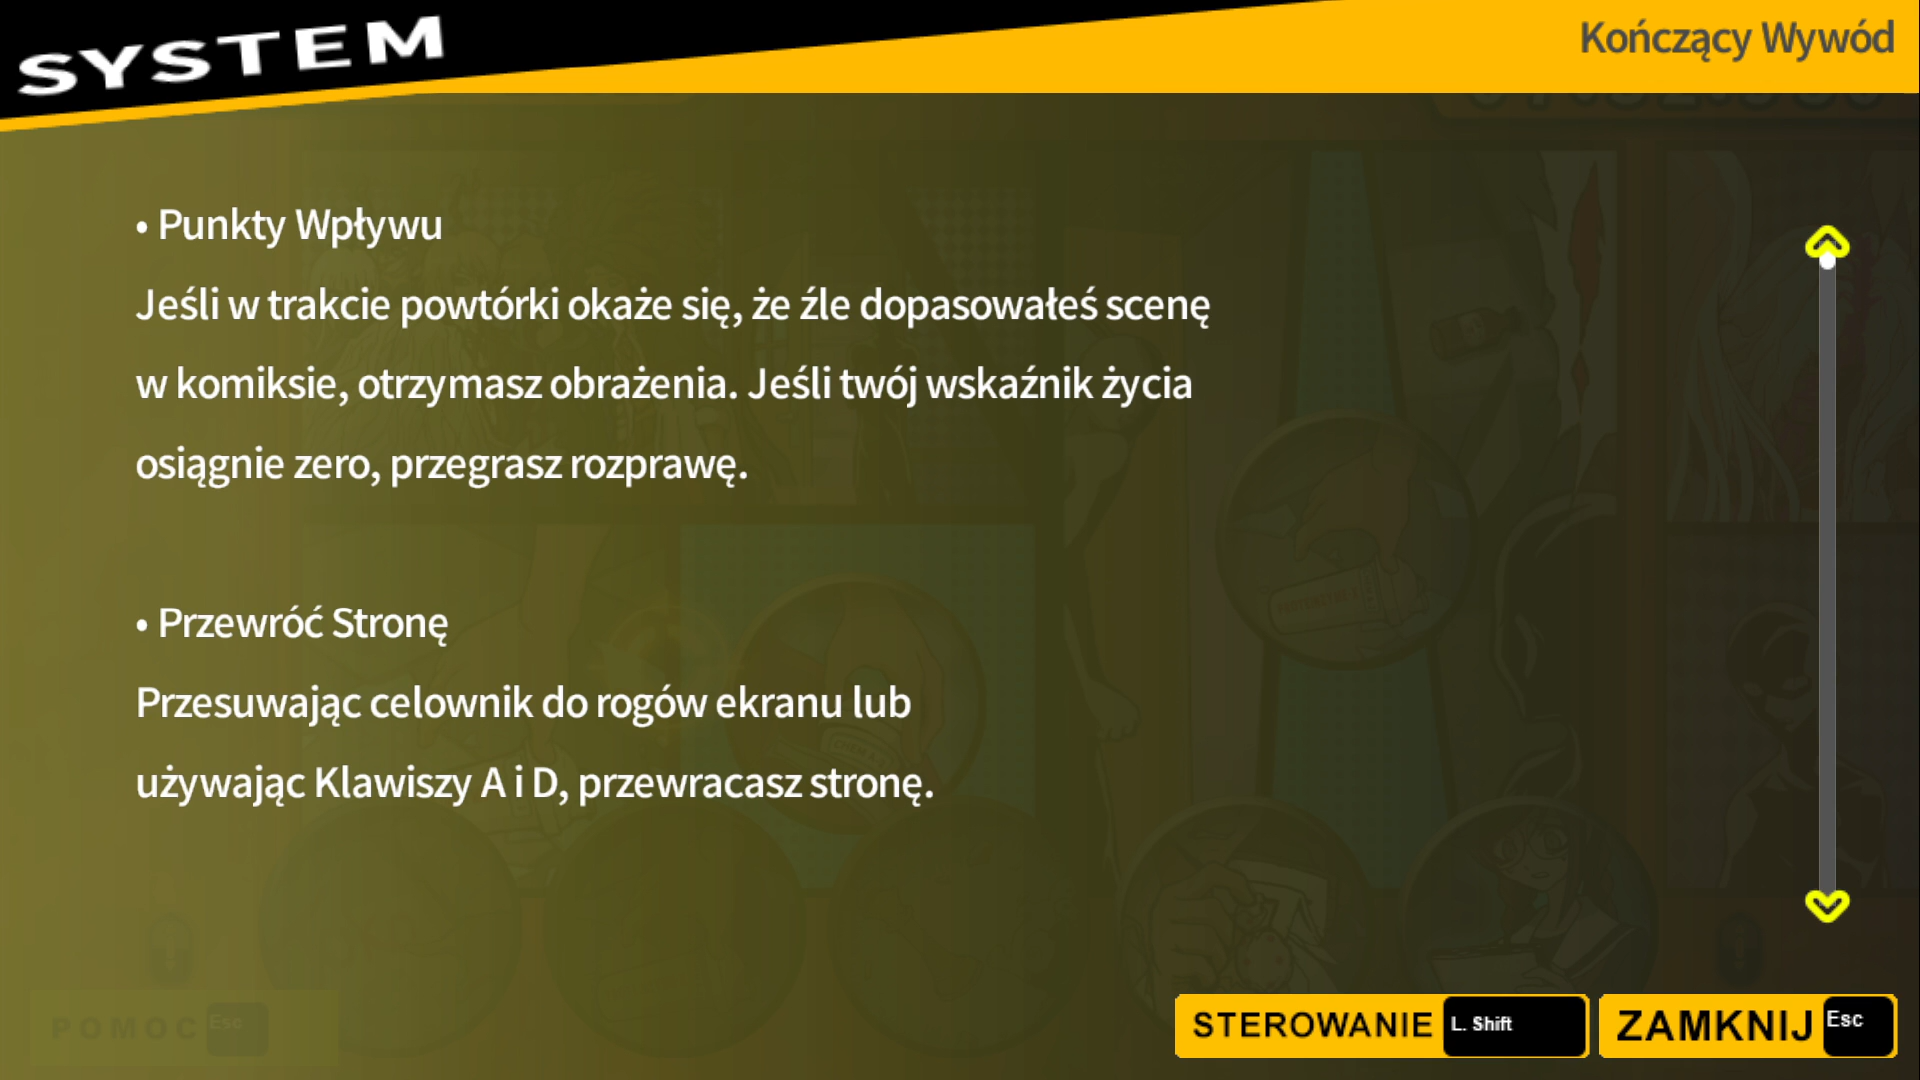 SYSTEM
Kończący Wywód
• Punkty Wpływu
Jeśli w trakcie powtórki okaże się, że źle dopasowałeś scenę
w komiksie, otrzymasz obrażenia. Jeśli twój wskaźnik życia
osiągnie zero, przegrasz rozprawę.
• Przewróć Stronę
Przesuwając celownik do rogów ekranu lub
używając Klawiszy A i D, przewracasz stronę.
POMOC Esc
STEROWANIE L. Shift
ZAMKNIJ Esc